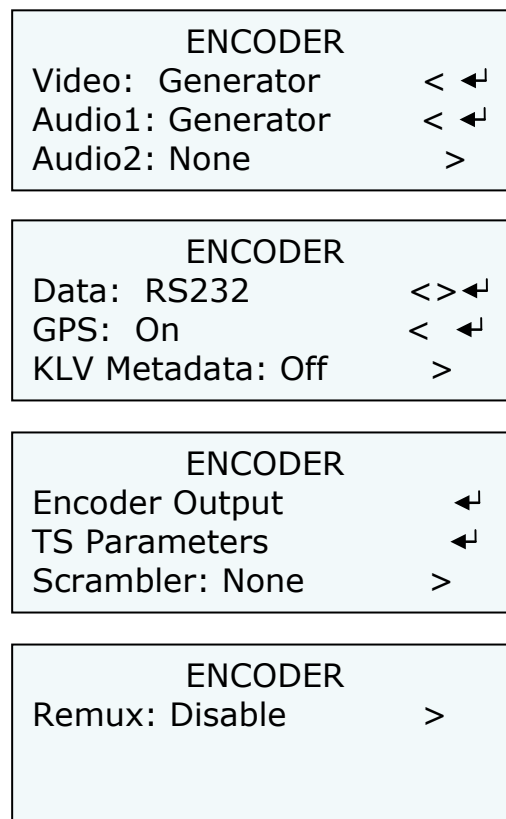 ENCODER
Video: Generator < ↵
Audio1: Generator < ↵
Audio2: None >
ENCODER
Data: RS232 <>↵
GPS: On < ↵
KLV Metadata: Off >
ENCODER
Encoder Output ↵
TS Parameters ↵
Scrambler: None >
ENCODER
Remux: Disable >